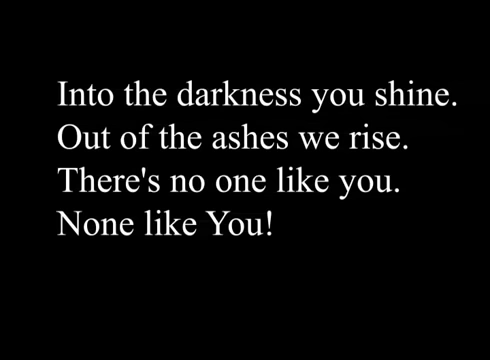 Into the darkness you shine.
Out of the ashes we rise.
There's no one like you.
None like You!